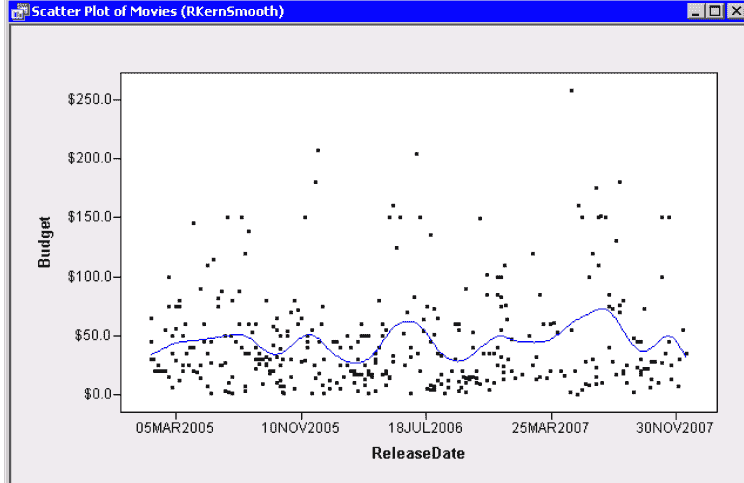 Scatter Plot of Movies (RKernSmooth)
$250.0
$200.0
$150.0
$100.0
$50.0
$0.0
Budget
05MAR2005 10NOV2005 18JUL2006 25MAR2007 30NOV2007
ReleaseDate